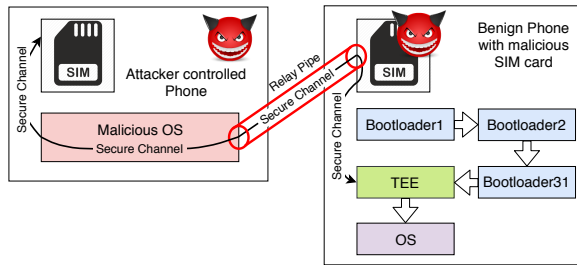 SIM
Attacker controlled
Phone
Secure Channel
Malicious OS
Secure Channel
Relay Pipe
Secure Channel
SIM
Benign Phone
with malicious
SIM card
Secure Channel
Bootloader1
Bootloader2
TEE
Bootloader31
OS